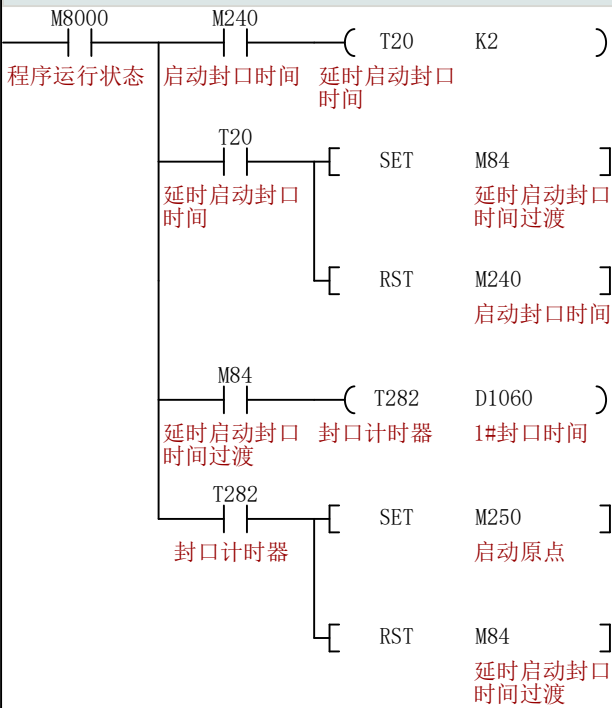 M8000 M240
T20 K2
程序运行状态 启动封口时间 延时启动封口
时间
T20
SET M84
延时启动封口 延时启动封口
时间 时间过渡
RST M240
启动封口时间
M84
T282 D1060
延时启动封口 封口计时器 1#封口时间
时间过渡
T282
SET M250
封口计时器 启动原点
RST M84
延时启动封口
时间过渡